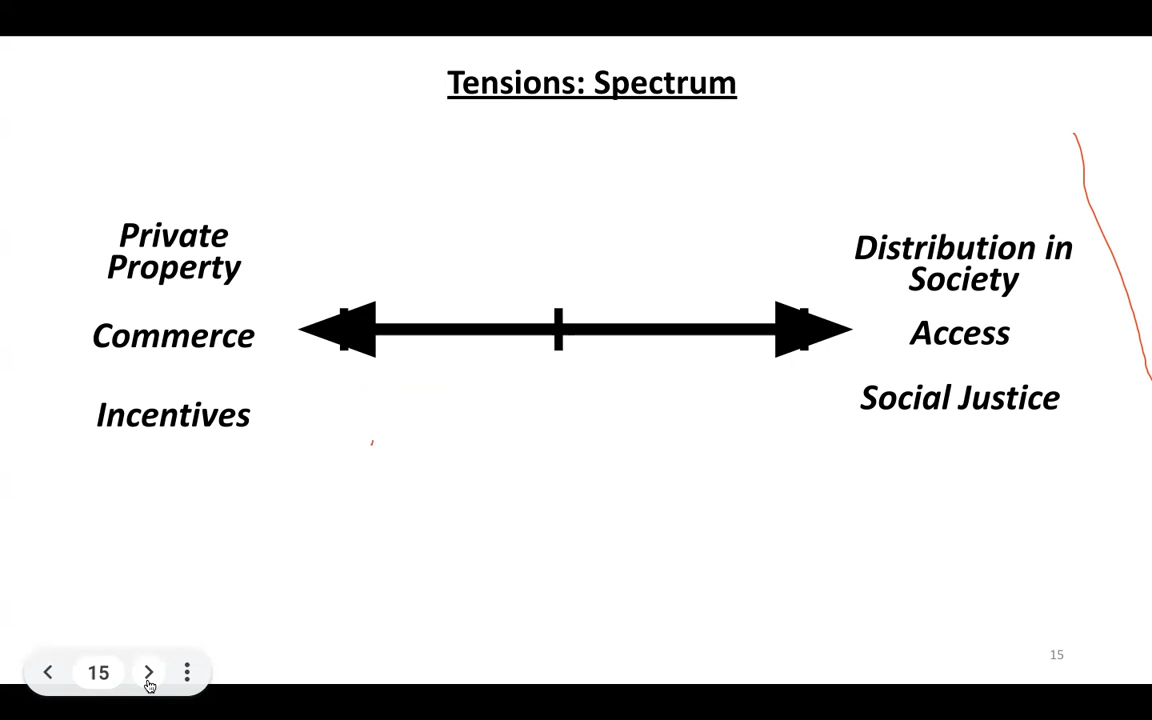 Tensions: Spectrum
Private
Property
Commerce
Incentives
Distribution in
Society
Access
Social Justice
15
15